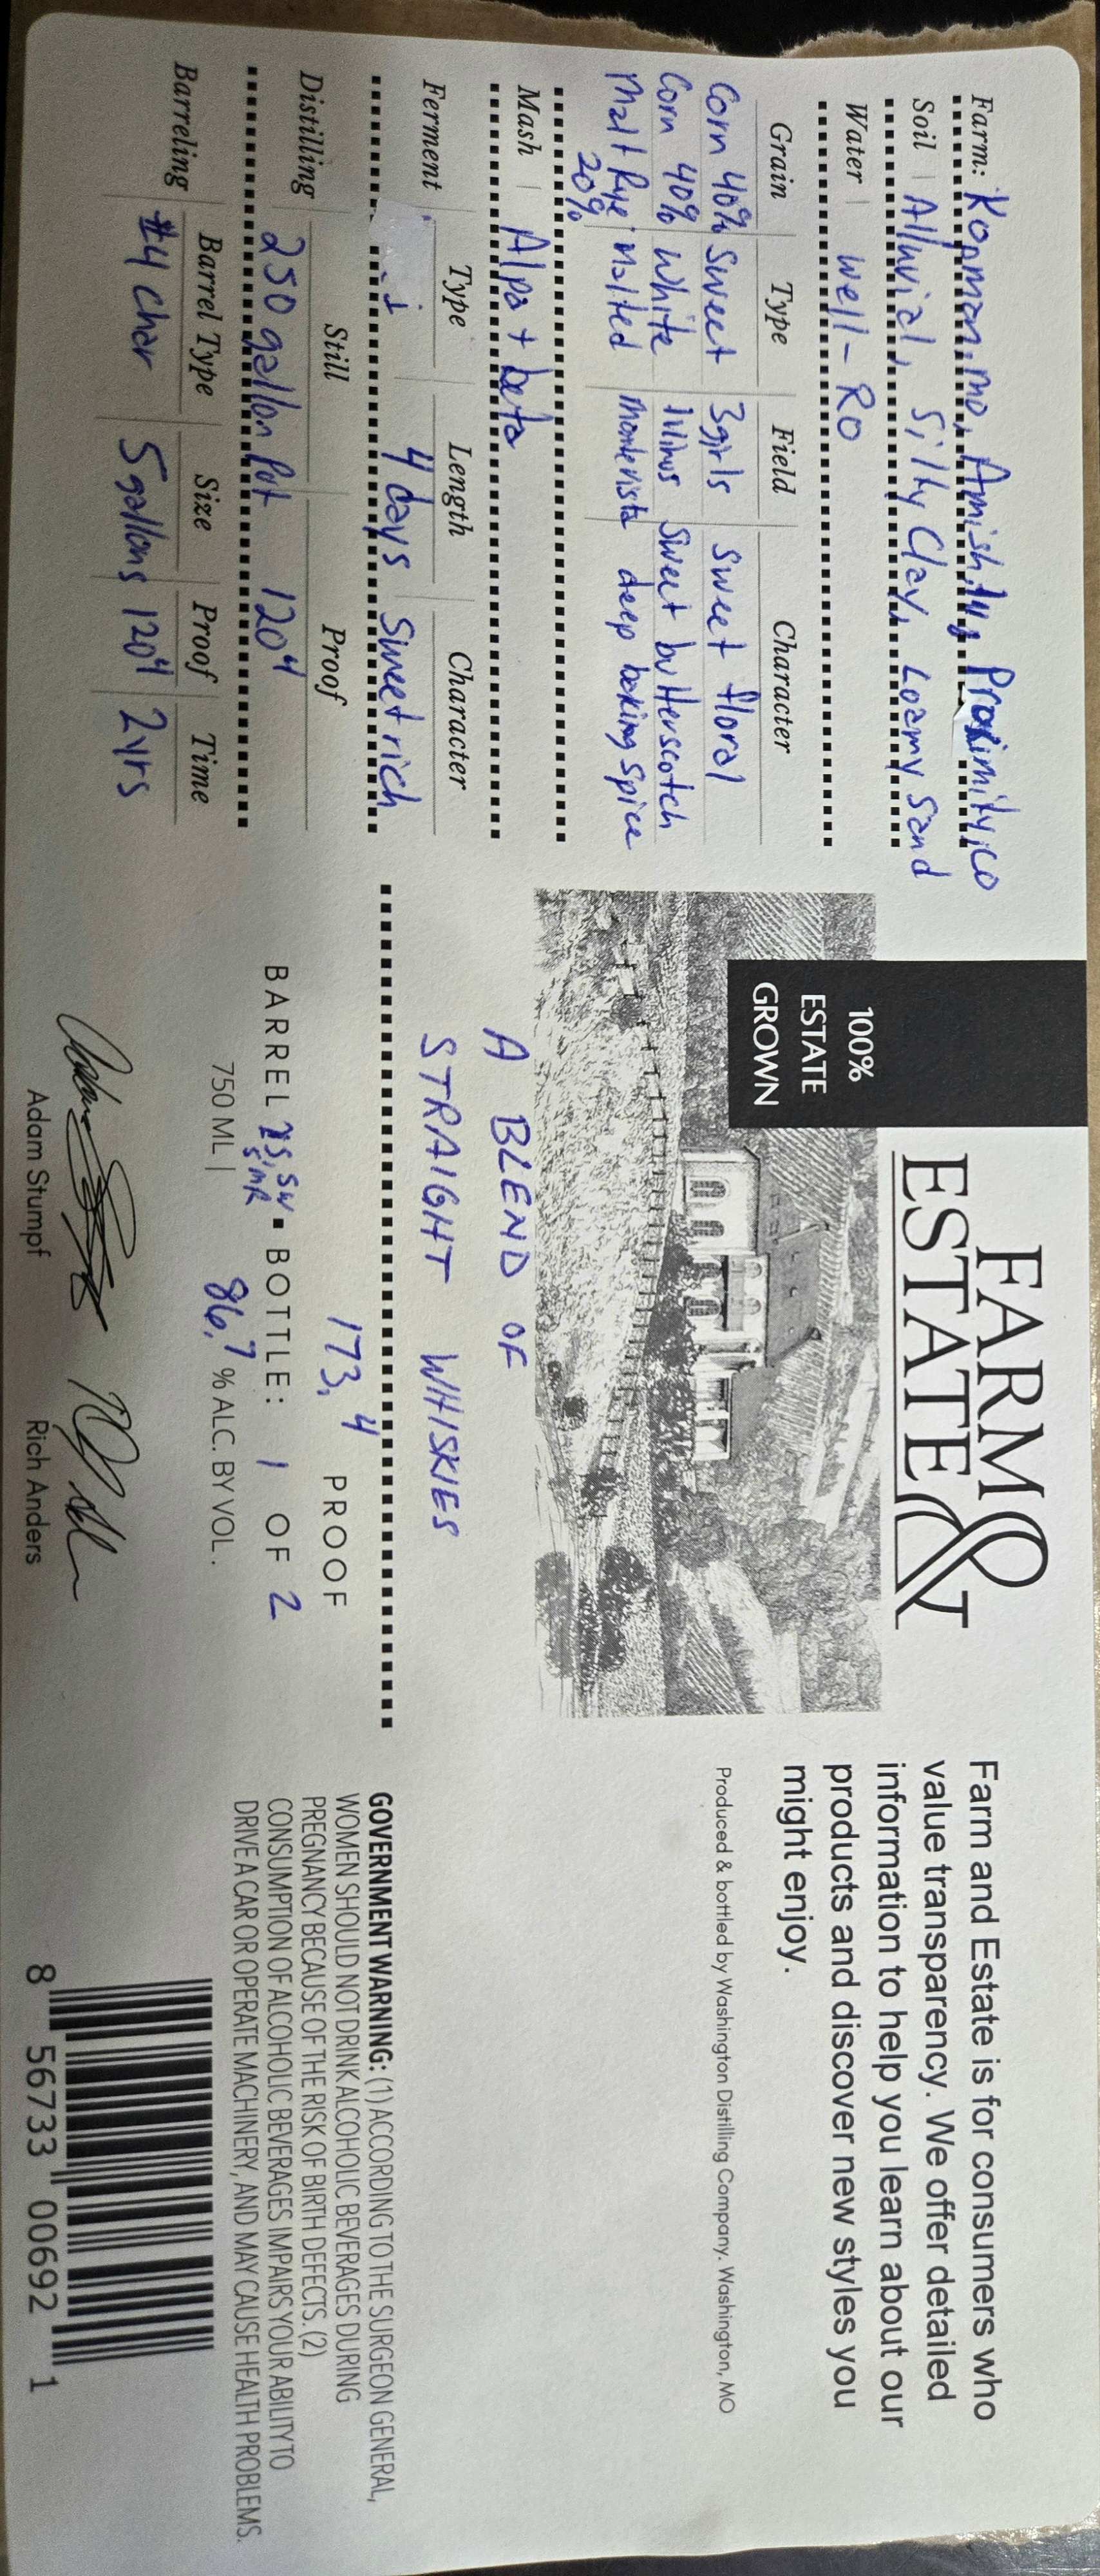 Farm: Kopman, mo, Amish, Proximity, co
Soil Alluvial, Silty Clay, Loamy Sand
Water well-RO
Grain Type Field Character
Corn 40% Sweet 3girls sweet floral
Corn 40% White Sweet butterscotch
Malt Rye Malted Montevista deep baking spice
20%
Mash Alpa + beta
Type Length Character
Ferment 4 days Sweet rich
Still Proof
Distilling 250 gallon Pot 120.4
Barrel Type Size Proof Time
Barreling #4 Char 5 gallons 120.4 2yrs
100%
ESTATE
GROWN
FARM &
ESTATE
A BLEND OF
STRAIGHT WHISKIES
173.4 PROOF
BARREL SW 5MR ▪ BOTTLE: 1 OF 2
750 ML | 86.7 % ALC. BY VOL.
Adam Stumpf Rich Anders
Farm and Estate is for consumers who
value transparency. We offer detailed
information to help you learn about our
products and discover new styles you
might enjoy.
Produced & bottled by Washington Distilling Company. Washington, MO
GOVERNMENT WARNING: (1) ACCORDING TO THE SURGEON GENERAL,
WOMEN SHOULD NOT DRINK ALCOHOLIC BEVERAGES DURING
PREGNANCY BECAUSE OF THE RISK OF BIRTH DEFECTS. (2)
CONSUMPTION OF ALCOHOLIC BEVERAGES IMPAIRS YOUR ABILITY TO
DRIVE A CAR OR OPERATE MACHINERY, AND MAY CAUSE HEALTH PROBLEMS.
8 56733 00692 1